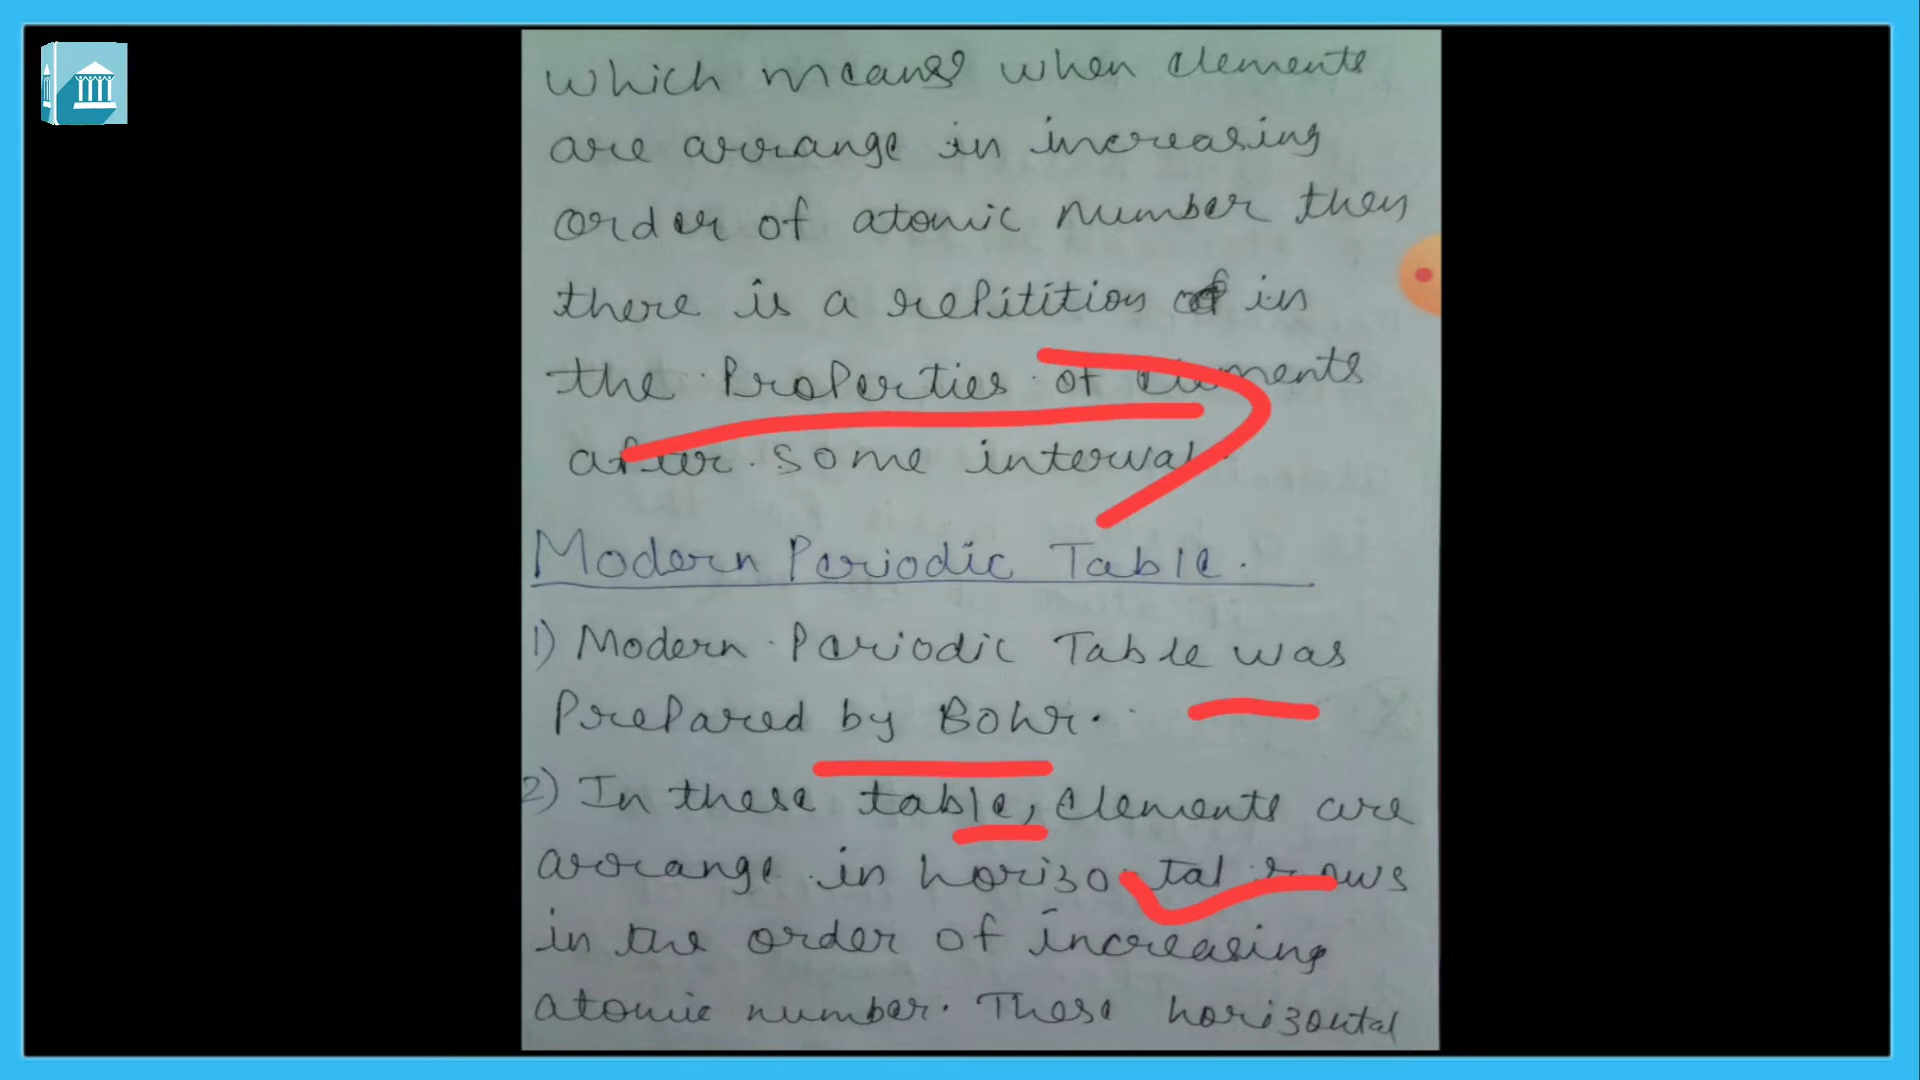 Which means when elements
are arrange in increasing
order of atomic number then
there is a repitition of in
the Properties of elements
after some interval.
Modern Periodic Table.
1) Modern Periodic Table was
Prepared by Bohr.
2) In these table, elements are
arrange in horizontal rows
in the order of increasing
atomic number. These horizontal